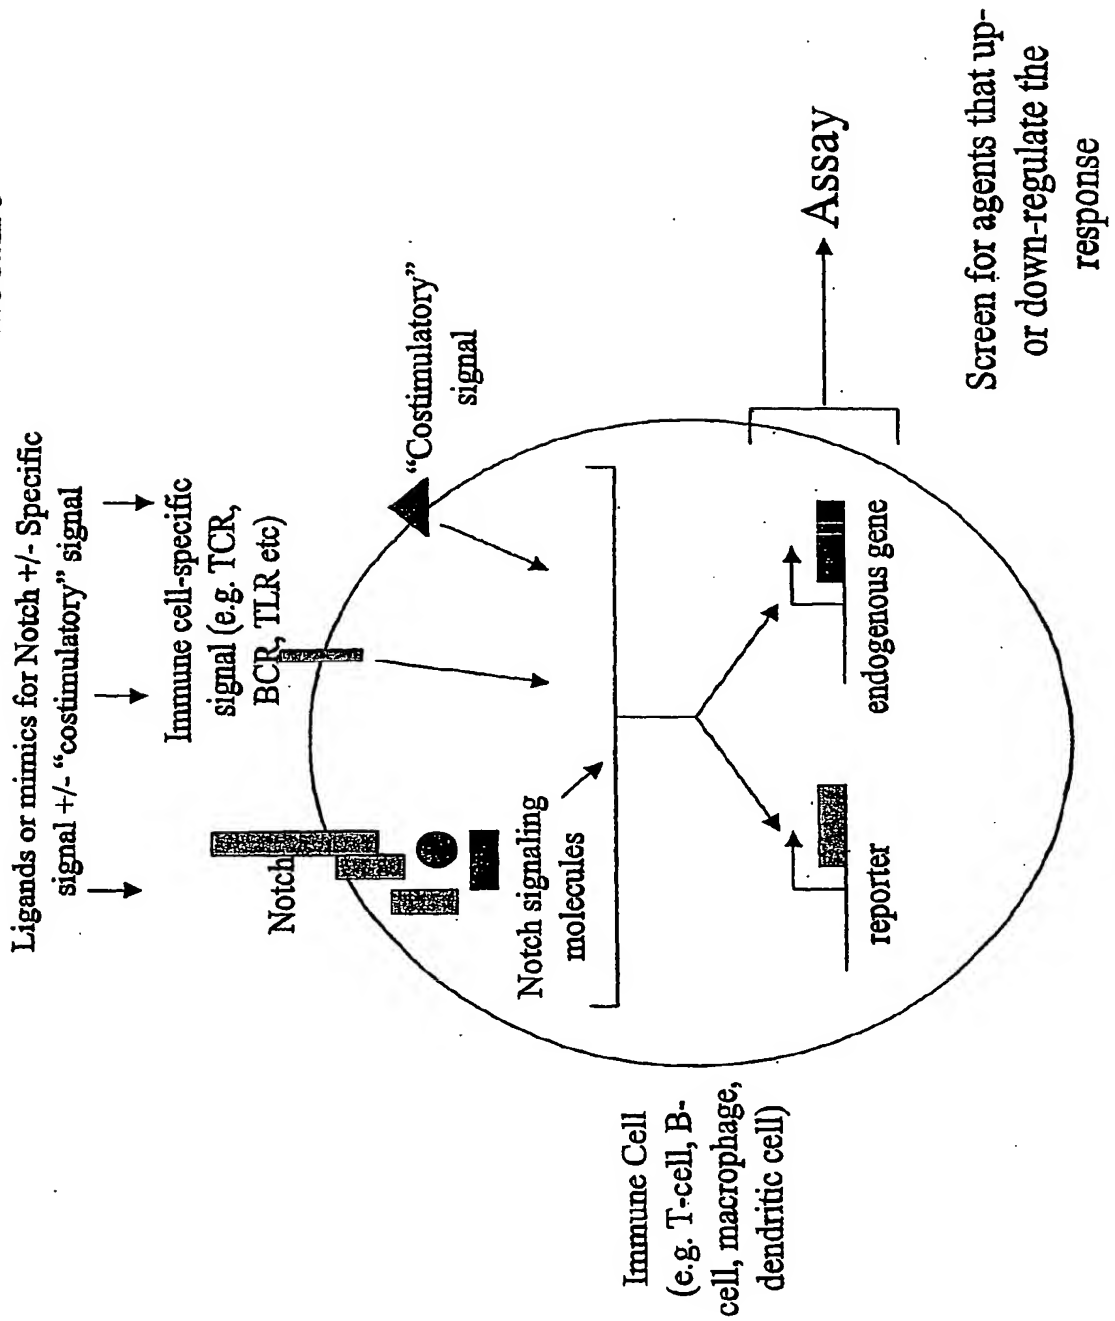 Ligands or mimics for Notch +/- Specific
signal +/- “costimulatory” signal
Immune cell-specific
signal (e.g. TCR,
BCR, TLR etc)
“Costimulatory”
signal
Notch
Notch signaling
molecules
reporter
endogenous gene
Immune Cell
(e.g. T-cell, B-
cell, macrophage,
dendritic cell)
Assay
Screen for agents that up-
or down-regulate the
response